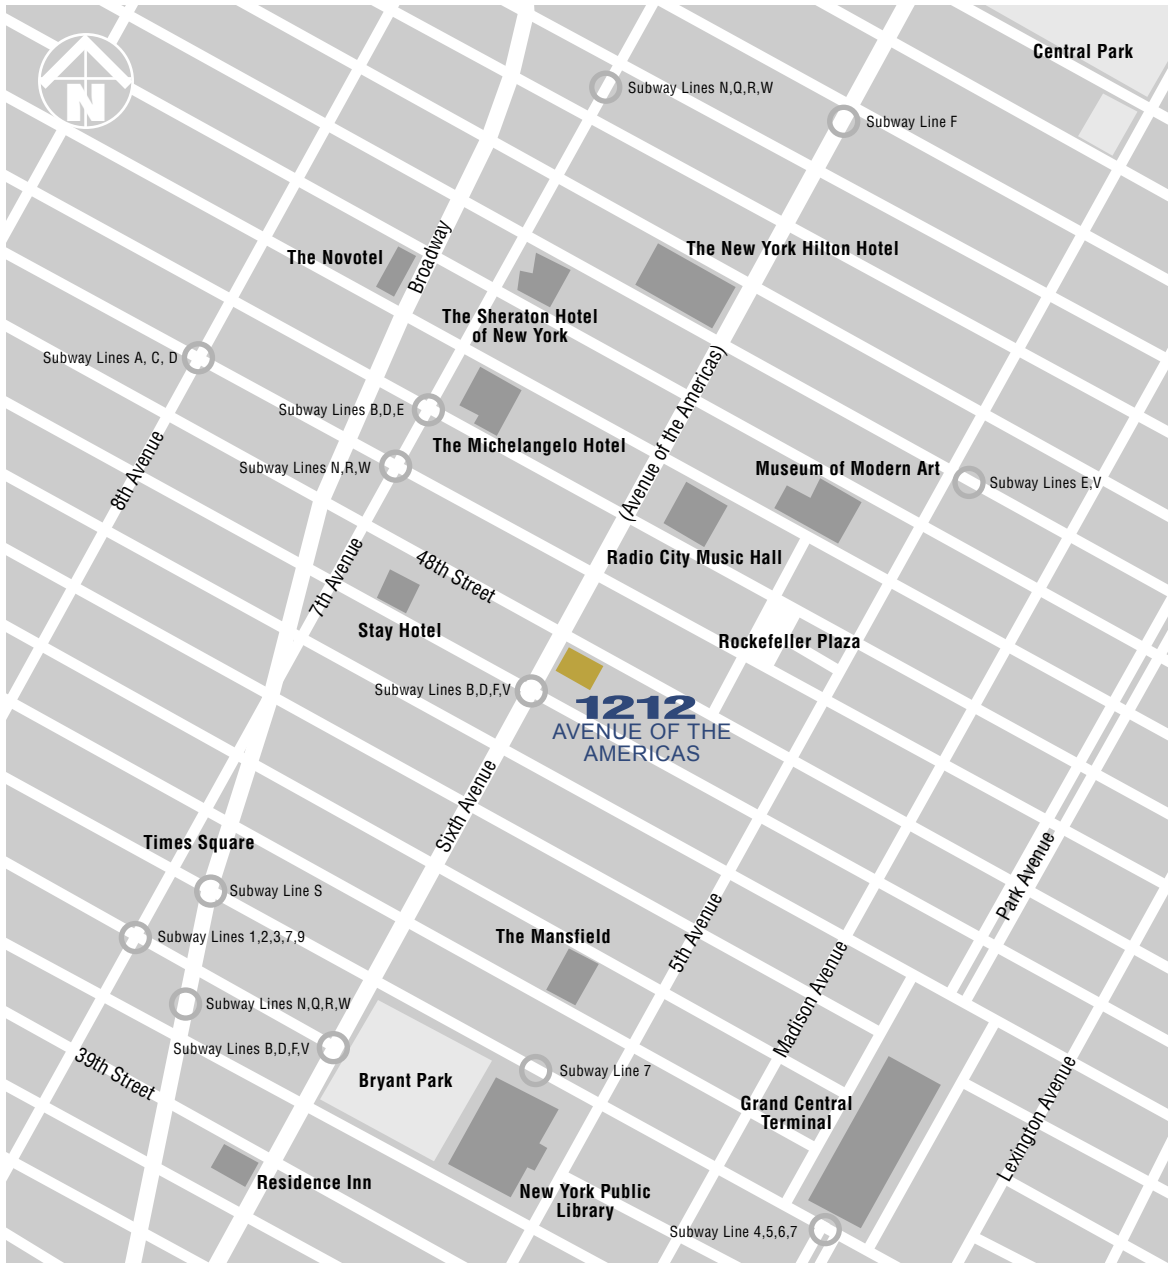 Central Park
Subway Lines N,Q,R,W
Subway Line F
N
Broadway
The Novotel
The New York Hilton Hotel
The Sheraton Hotel
of New York
Subway Lines A, C, D
Subway Lines B,D,E
(Avenue of the Americas)
The Michelangelo Hotel
8th Avenue
Subway Lines N,R,W
Museum of Modern Art
Subway Lines E,V
7th Avenue
48th Street
Radio City Music Hall
Stay Hotel
Rockefeller Plaza
Subway Lines B,D,F,V
1212
AVENUE OF THE
AMERICAS
Sixth Avenue
Times Square
Subway Line S
Park Avenue
Subway Lines 1,2,3,7,9
The Mansfield
5th Avenue
Madison Avenue
Subway Lines N,Q,R,W
Subway Lines B,D,F,V
39th Street
Bryant Park
Subway Line 7
Grand Central
Terminal
Lexington Avenue
Residence Inn
New York Public
Library
Subway Line 4,5,6,7